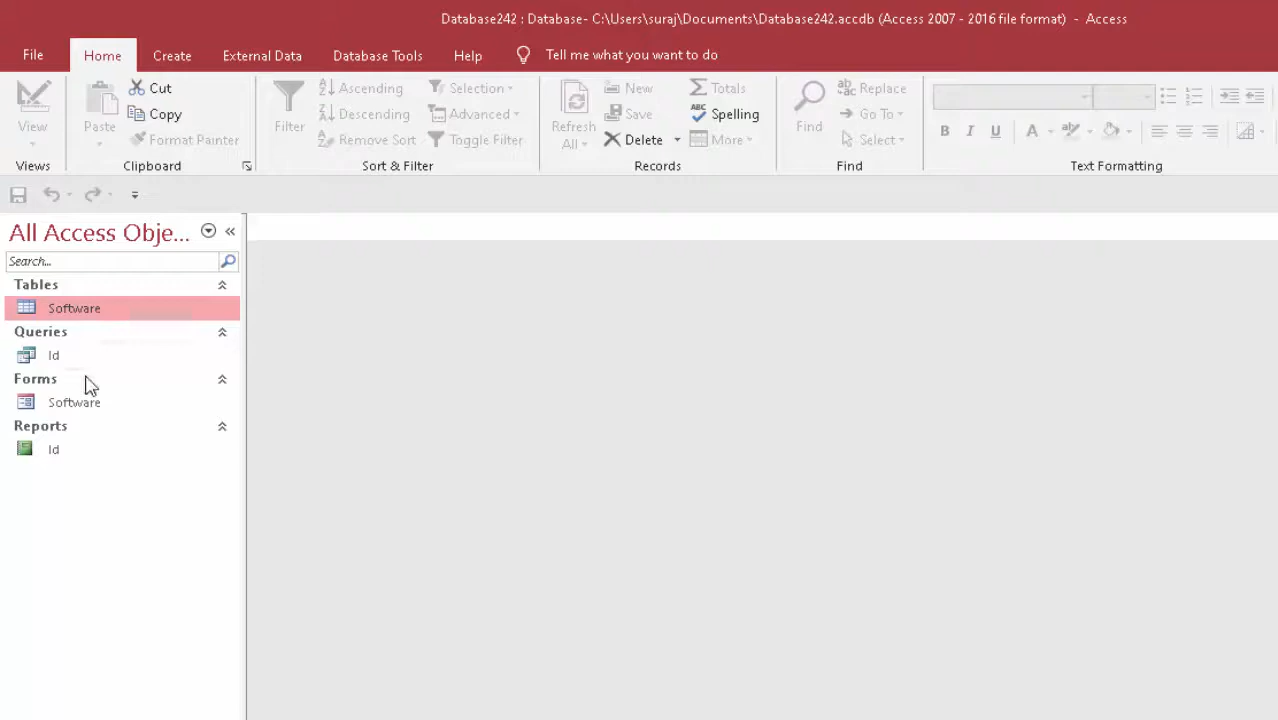 Database242 : Database- C:\Users\suraj\Documents\Database242.accdb (Access 2007 - 2016 file format) - Access
File Home Create External Data Database Tools Help Tell me what you want to do
View
Views
Paste
Cut
Copy
Format Painter
Clipboard
Filter
Ascending
Descending
Remove Sort
Selection
Advanced
Toggle Filter
Sort & Filter
Refresh
All
New
Save
Delete
Totals
Spelling
More
Records
Find
Replace
Go To
Select
Find
B I U A
Text Formatting
All Access Obje...
Search...
Tables
Software
Queries
Id
Forms
Software
Reports
Id